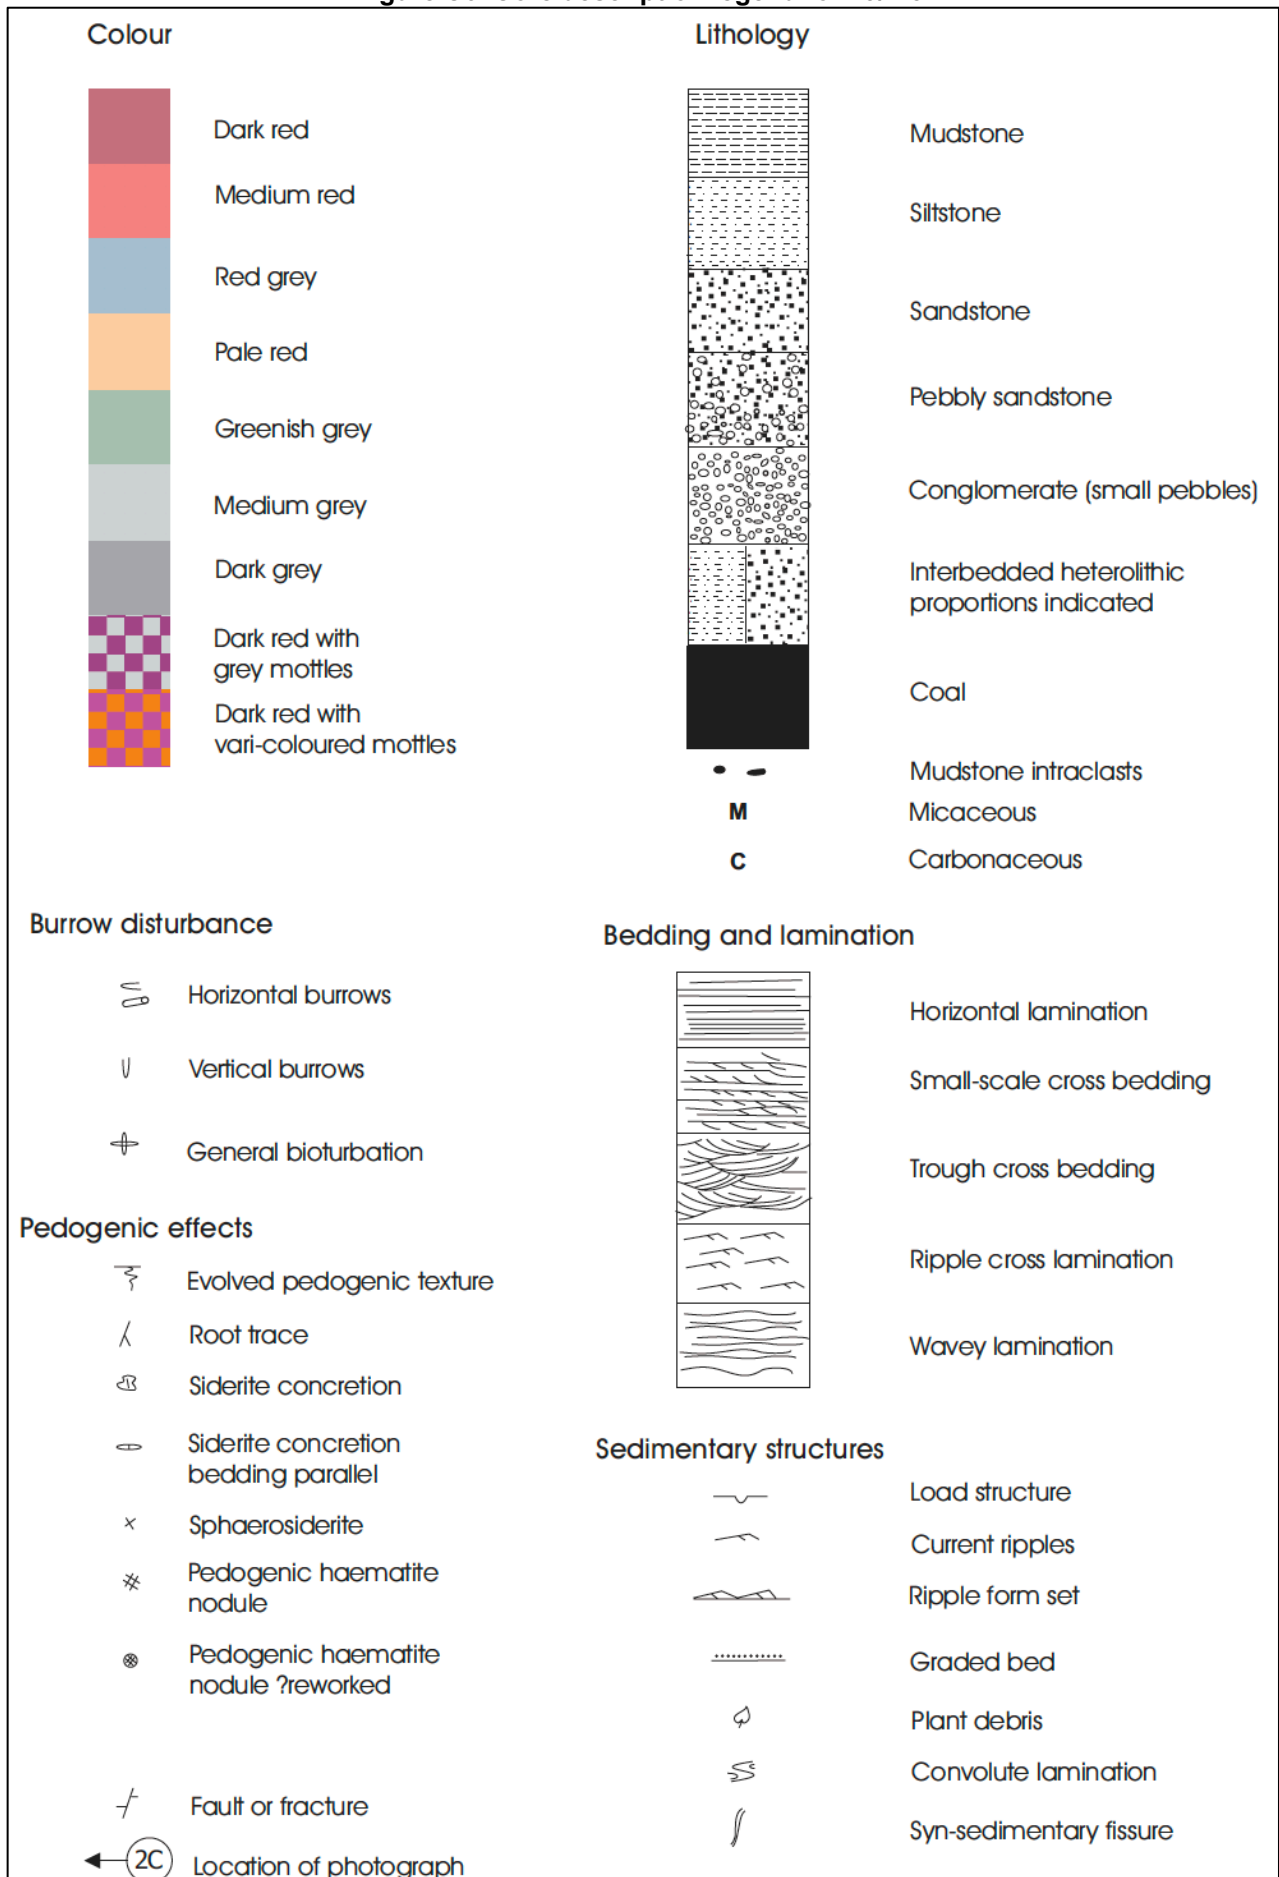 Colour
Dark red
Medium red
Red grey
Pale red
Greenish grey
Medium grey
Dark grey
Dark red with
grey mottles
Dark red with
vari-coloured mottles
Lithology
Mudstone
Siltstone
Sandstone
Pebbly sandstone
Conglomerate (small pebbles)
Interbedded heterolithic
proportions indicated
Coal
Mudstone intraclasts
M Micaceous
C Carbonaceous
Burrow disturbance
Horizontal burrows
Vertical burrows
General bioturbation
Pedogenic effects
Evolved pedogenic texture
Root trace
Siderite concretion
Siderite concretion
bedding parallel
Sphaerosiderite
Pedogenic haematite
nodule
Pedogenic haematite
nodule ?reworked
Fault or fracture
2C Location of photograph
Bedding and lamination
Horizontal lamination
Small-scale cross bedding
Trough cross bedding
Ripple cross lamination
Wavey lamination
Sedimentary structures
Load structure
Current ripples
Ripple form set
Graded bed
Plant debris
Convolute lamination
Syn-sedimentary fissure